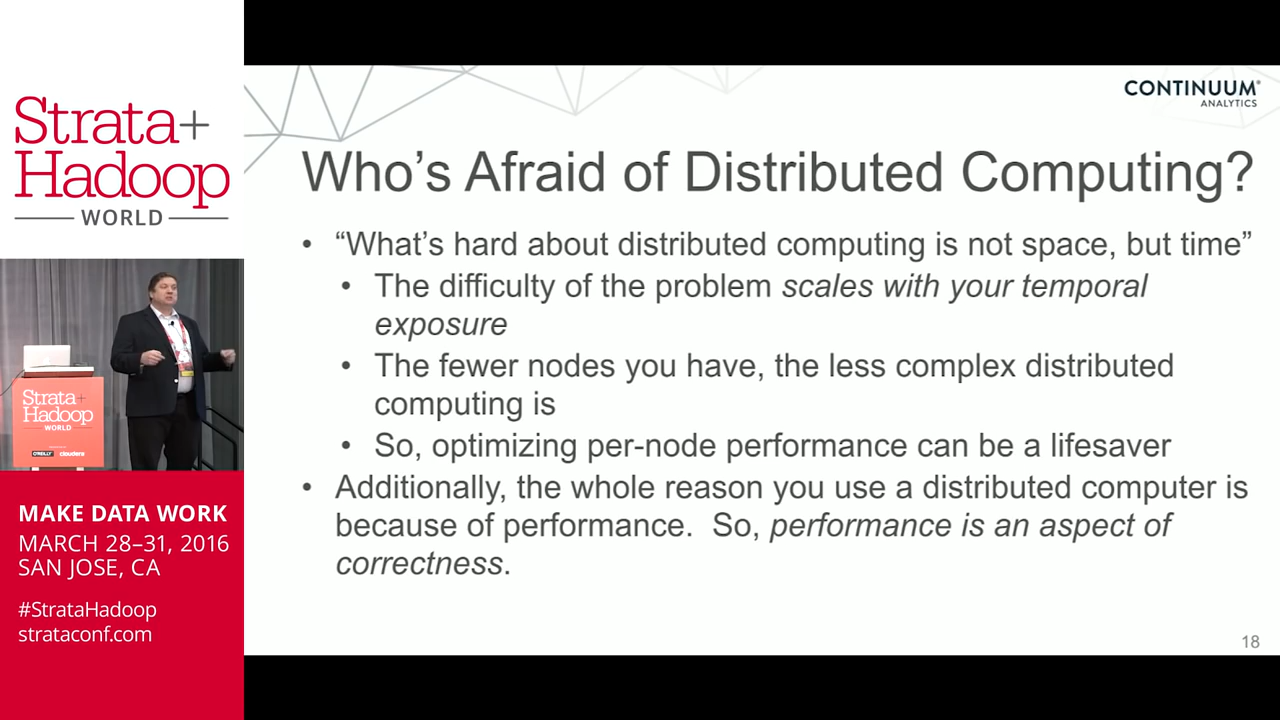 Strata+
Hadoop
WORLD
Strata+
Hadoop
WORLD
O'REILLY cloudera
MAKE DATA WORK
MARCH 28–31, 2016
SAN JOSE, CA
#StrataHadoop
strataconf.com
CONTINUUM®
ANALYTICS
Who's Afraid of Distributed Computing?
• “What's hard about distributed computing is not space, but time”
• The difficulty of the problem scales with your temporal
exposure
• The fewer nodes you have, the less complex distributed
computing is
• So, optimizing per-node performance can be a lifesaver
• Additionally, the whole reason you use a distributed computer is
because of performance.  So, performance is an aspect of
correctness.
18